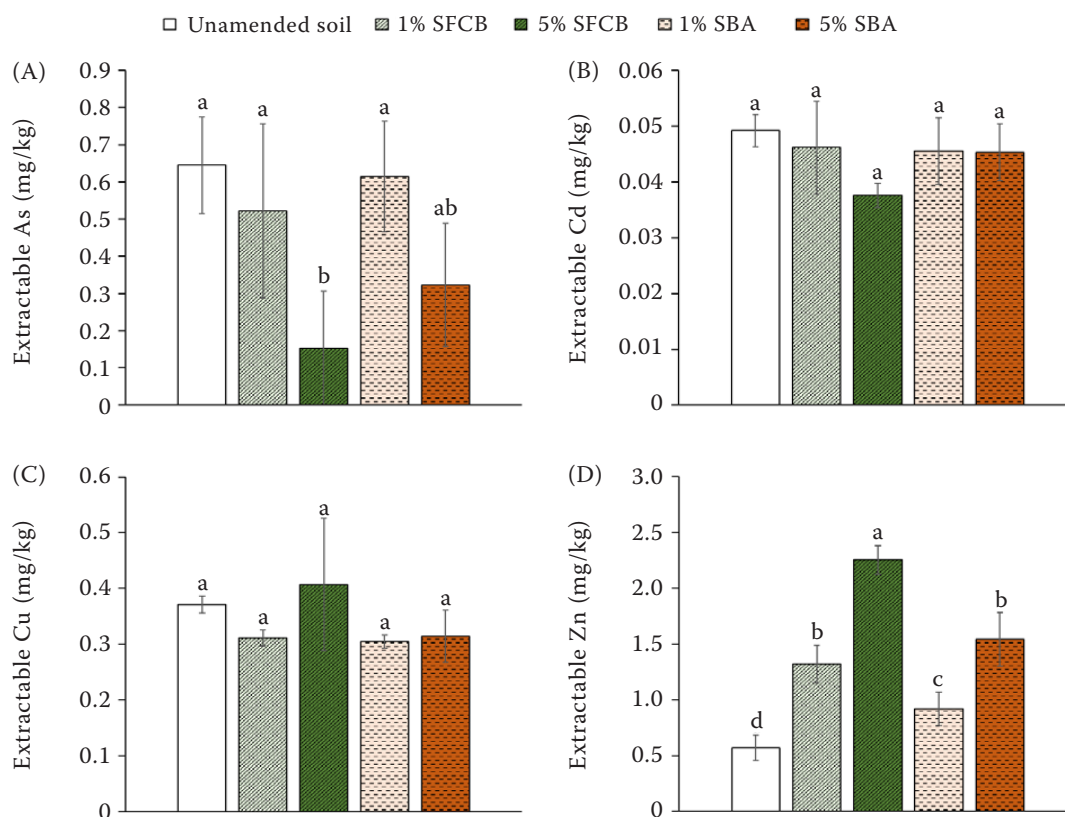 Unamended soil 1% SFCB 5% SFCB 1% SBA 5% SBA
(A)
Extractable As (mg/kg)
0.9
0.8
0.7
0.6
0.5
0.4
0.3
0.2
0.1
0
a a b a ab
(B)
Extractable Cd (mg/kg)
0.06
0.05
0.04
0.03
0.02
0.01
0
a a a a a
(C)
Extractable Cu (mg/kg)
0.6
0.5
0.4
0.3
0.2
0.1
0
a a a a a
(D)
Extractable Zn (mg/kg)
3.0
2.5
2.0
1.5
1.0
0.5
0
d b a c b